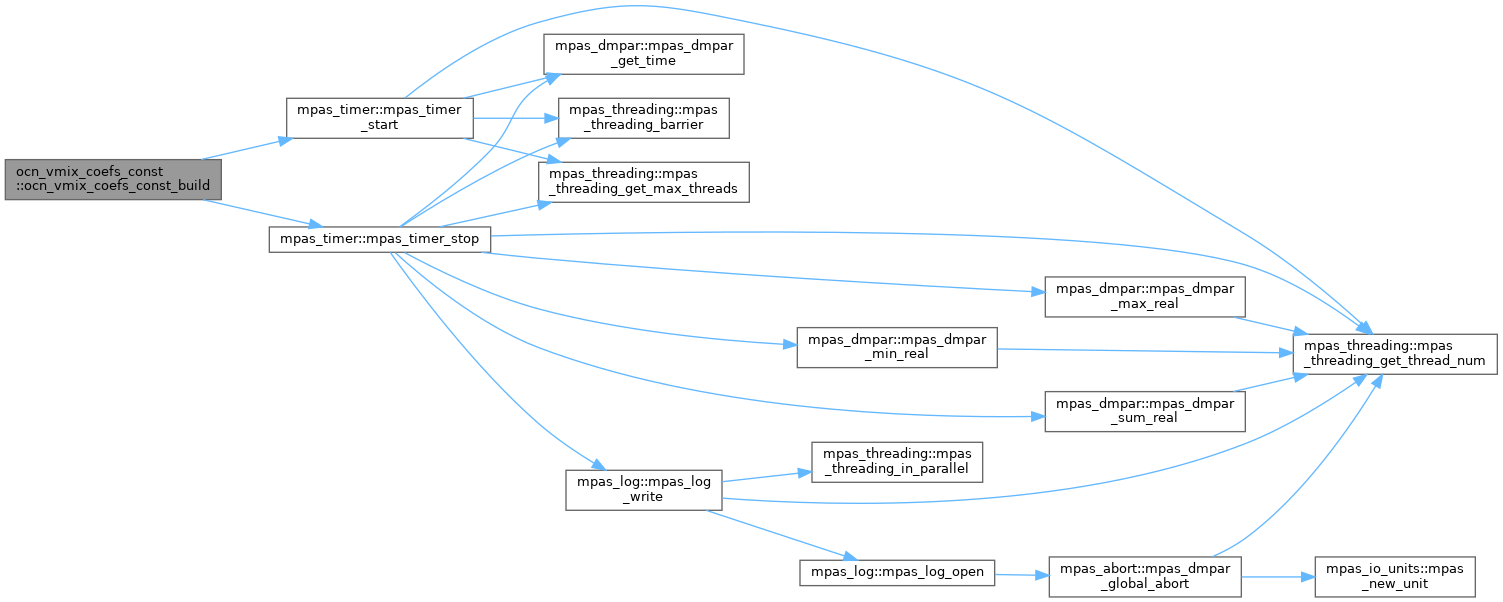 ocn_vmix_coefs_const
::ocn_vmix_coefs_const_build
mpas_timer::mpas_timer
_start
mpas_timer::mpas_timer_stop
mpas_dmpar::mpas_dmpar
_get_time
mpas_threading::mpas
_threading_barrier
mpas_threading::mpas
_threading_get_max_threads
mpas_log::mpas_log
_write
mpas_dmpar::mpas_dmpar
_min_real
mpas_threading::mpas
_threading_in_parallel
mpas_log::mpas_log_open
mpas_dmpar::mpas_dmpar
_max_real
mpas_dmpar::mpas_dmpar
_sum_real
mpas_abort::mpas_dmpar
_global_abort
mpas_threading::mpas
_threading_get_thread_num
mpas_io_units::mpas
_new_unit